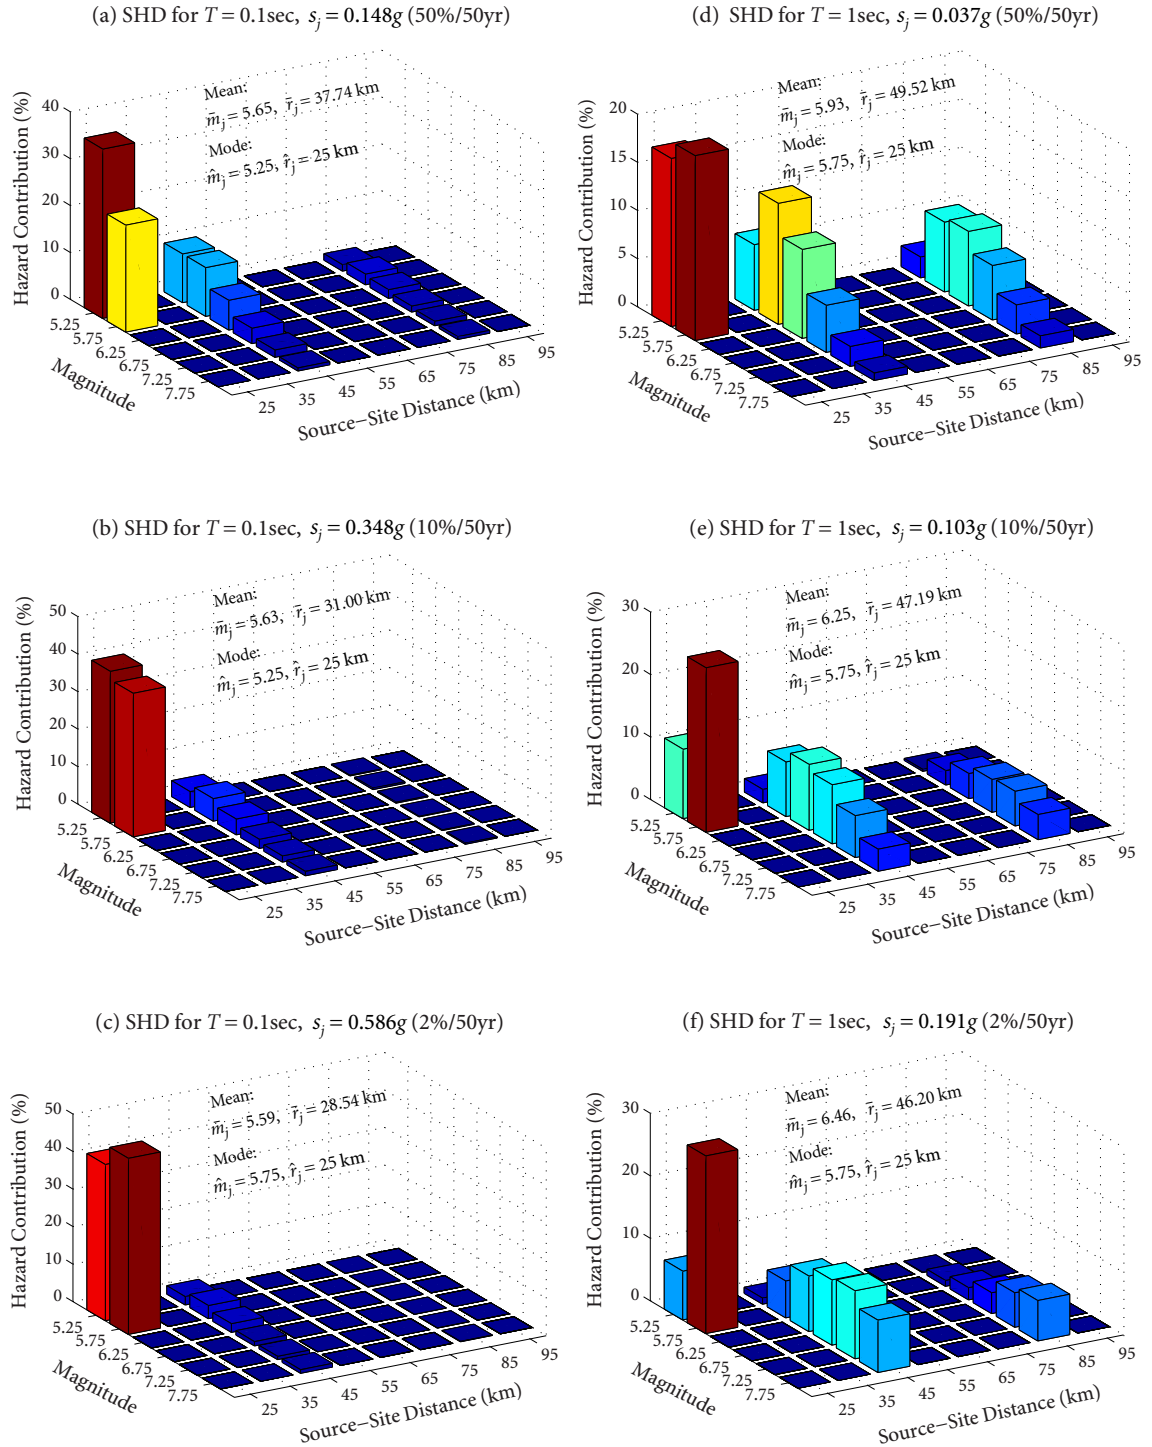 (a) SHD for T = 0.1sec, s_j = 0.148g (50%/50yr)
Hazard Contribution (%)
40
30
20
10
0
Mean:
m̄_j = 5.65, r̄_j = 37.74 km
Mode:
m̂_j = 5.25, r̂_j = 25 km
5.25
5.75
6.25
6.75
7.25
7.75
Magnitude
25
35
45
55
65
75
85
95
Source−Site Distance (km)
(d) SHD for T = 1sec, s_j = 0.037g (50%/50yr)
Hazard Contribution (%)
20
15
10
5
0
Mean:
m̄_j = 5.93, r̄_j = 49.52 km
Mode:
m̂_j = 5.75, r̂_j = 25 km
5.25
5.75
6.25
6.75
7.25
7.75
Magnitude
25
35
45
55
65
75
85
95
Source−Site Distance (km)
(b) SHD for T = 0.1sec, s_j = 0.348g (10%/50yr)
Hazard Contribution (%)
50
40
30
20
10
0
Mean:
m̄_j = 5.63, r̄_j = 31.00 km
Mode:
m̂_j = 5.25, r̂_j = 25 km
5.25
5.75
6.25
6.75
7.25
7.75
Magnitude
25
35
45
55
65
75
85
95
Source−Site Distance (km)
(e) SHD for T = 1sec, s_j = 0.103g (10%/50yr)
Hazard Contribution (%)
30
20
10
0
Mean:
m̄_j = 6.25, r̄_j = 47.19 km
Mode:
m̂_j = 5.75, r̂_j = 25 km
5.25
5.75
6.25
6.75
7.25
7.75
Magnitude
25
35
45
55
65
75
85
95
Source−Site Distance (km)
(c) SHD for T = 0.1sec, s_j = 0.586g (2%/50yr)
Hazard Contribution (%)
50
40
30
20
10
0
Mean:
m̄_j = 5.59, r̄_j = 28.54 km
Mode:
m̂_j = 5.75, r̂_j = 25 km
5.25
5.75
6.25
6.75
7.25
7.75
Magnitude
25
35
45
55
65
75
85
95
Source−Site Distance (km)
(f) SHD for T = 1sec, s_j = 0.191g (2%/50yr)
Hazard Contribution (%)
30
20
10
0
Mean:
m̄_j = 6.46, r̄_j = 46.20 km
Mode:
m̂_j = 5.75, r̂_j = 25 km
5.25
5.75
6.25
6.75
7.25
7.75
Magnitude
25
35
45
55
65
75
85
95
Source−Site Distance (km)